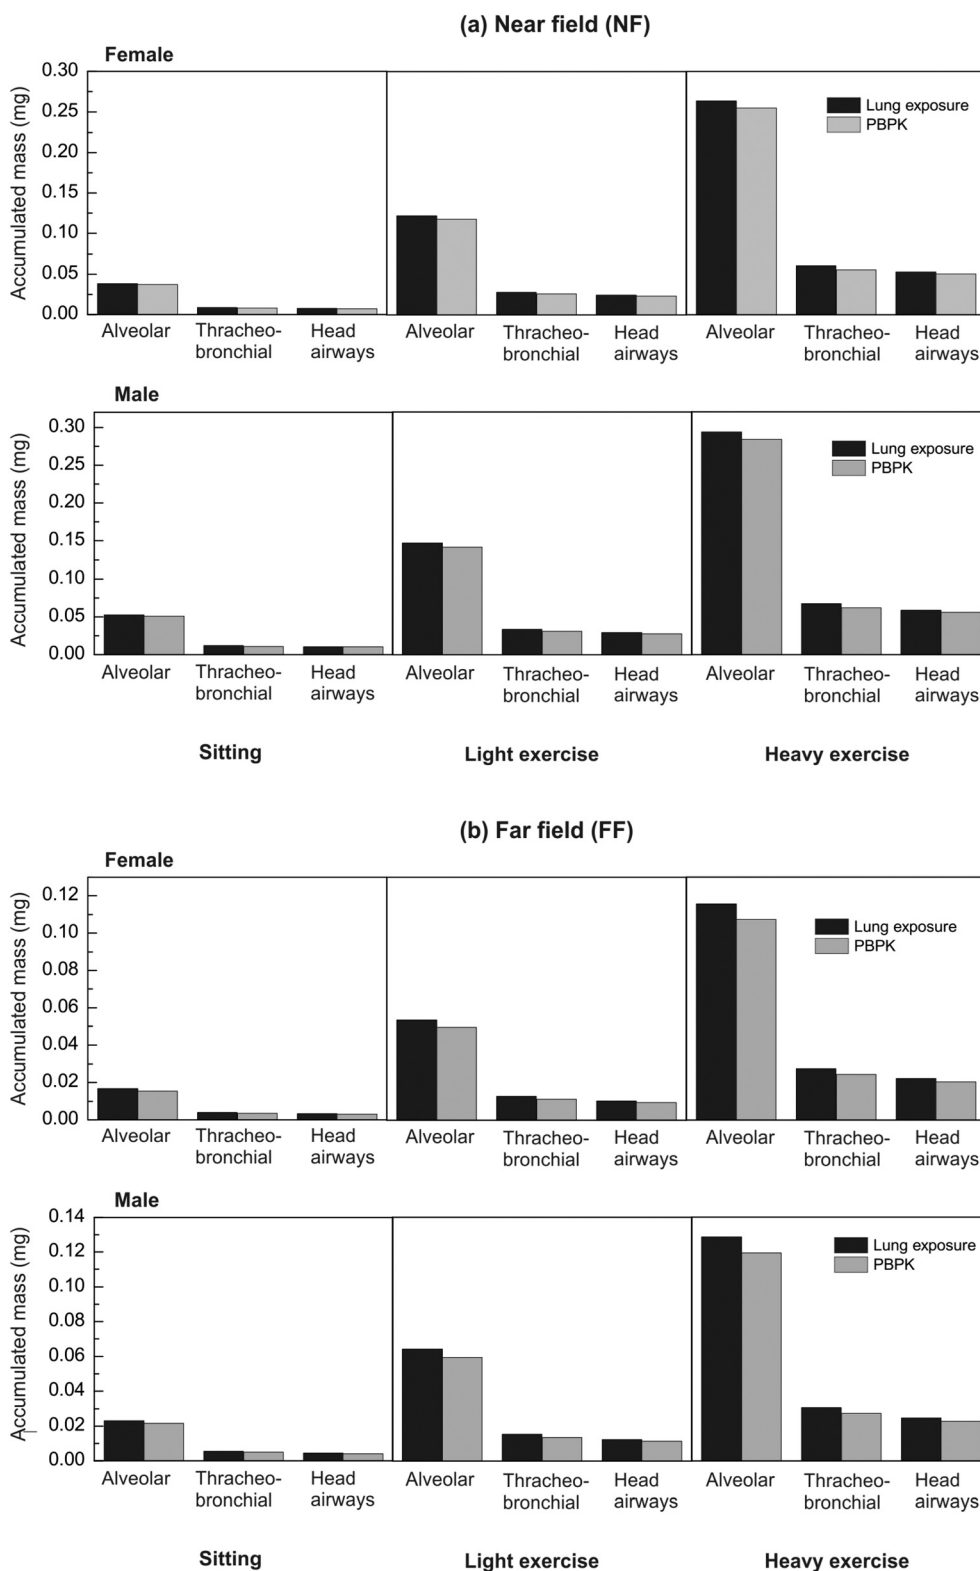 (a) Near field (NF)
Female
Accumulated mass (mg)
0.30
0.25
0.20
0.15
0.10
0.05
0.00
Lung exposure
PBPK
Alveolar Thracheo- Head Alveolar Thracheo- Head Alveolar Thracheo- Head
bronchial airways bronchial airways bronchial airways
Male
Accumulated mass (mg)
0.30
0.25
0.20
0.15
0.10
0.05
0.00
Lung exposure
PBPK
Alveolar Thracheo- Head Alveolar Thracheo- Head Alveolar Thracheo- Head
bronchial airways bronchial airways bronchial airways
Sitting Light exercise Heavy exercise
(b) Far field (FF)
Female
Accumulated mass (mg)
0.12
0.10
0.08
0.06
0.04
0.02
0.00
Lung exposure
PBPK
Alveolar Thracheo- Head Alveolar Thracheo- Head Alveolar Thracheo- Head
bronchial airways bronchial airways bronchial airways
Male
Accumulated mass (mg)
0.14
0.12
0.10
0.08
0.06
0.04
0.02
0.00
Lung exposure
PBPK
Alveolar Thracheo- Head Alveolar Thracheo- Head Alveolar Thracheo- Head
bronchial airways bronchial airways bronchial airways
Sitting Light exercise Heavy exercise